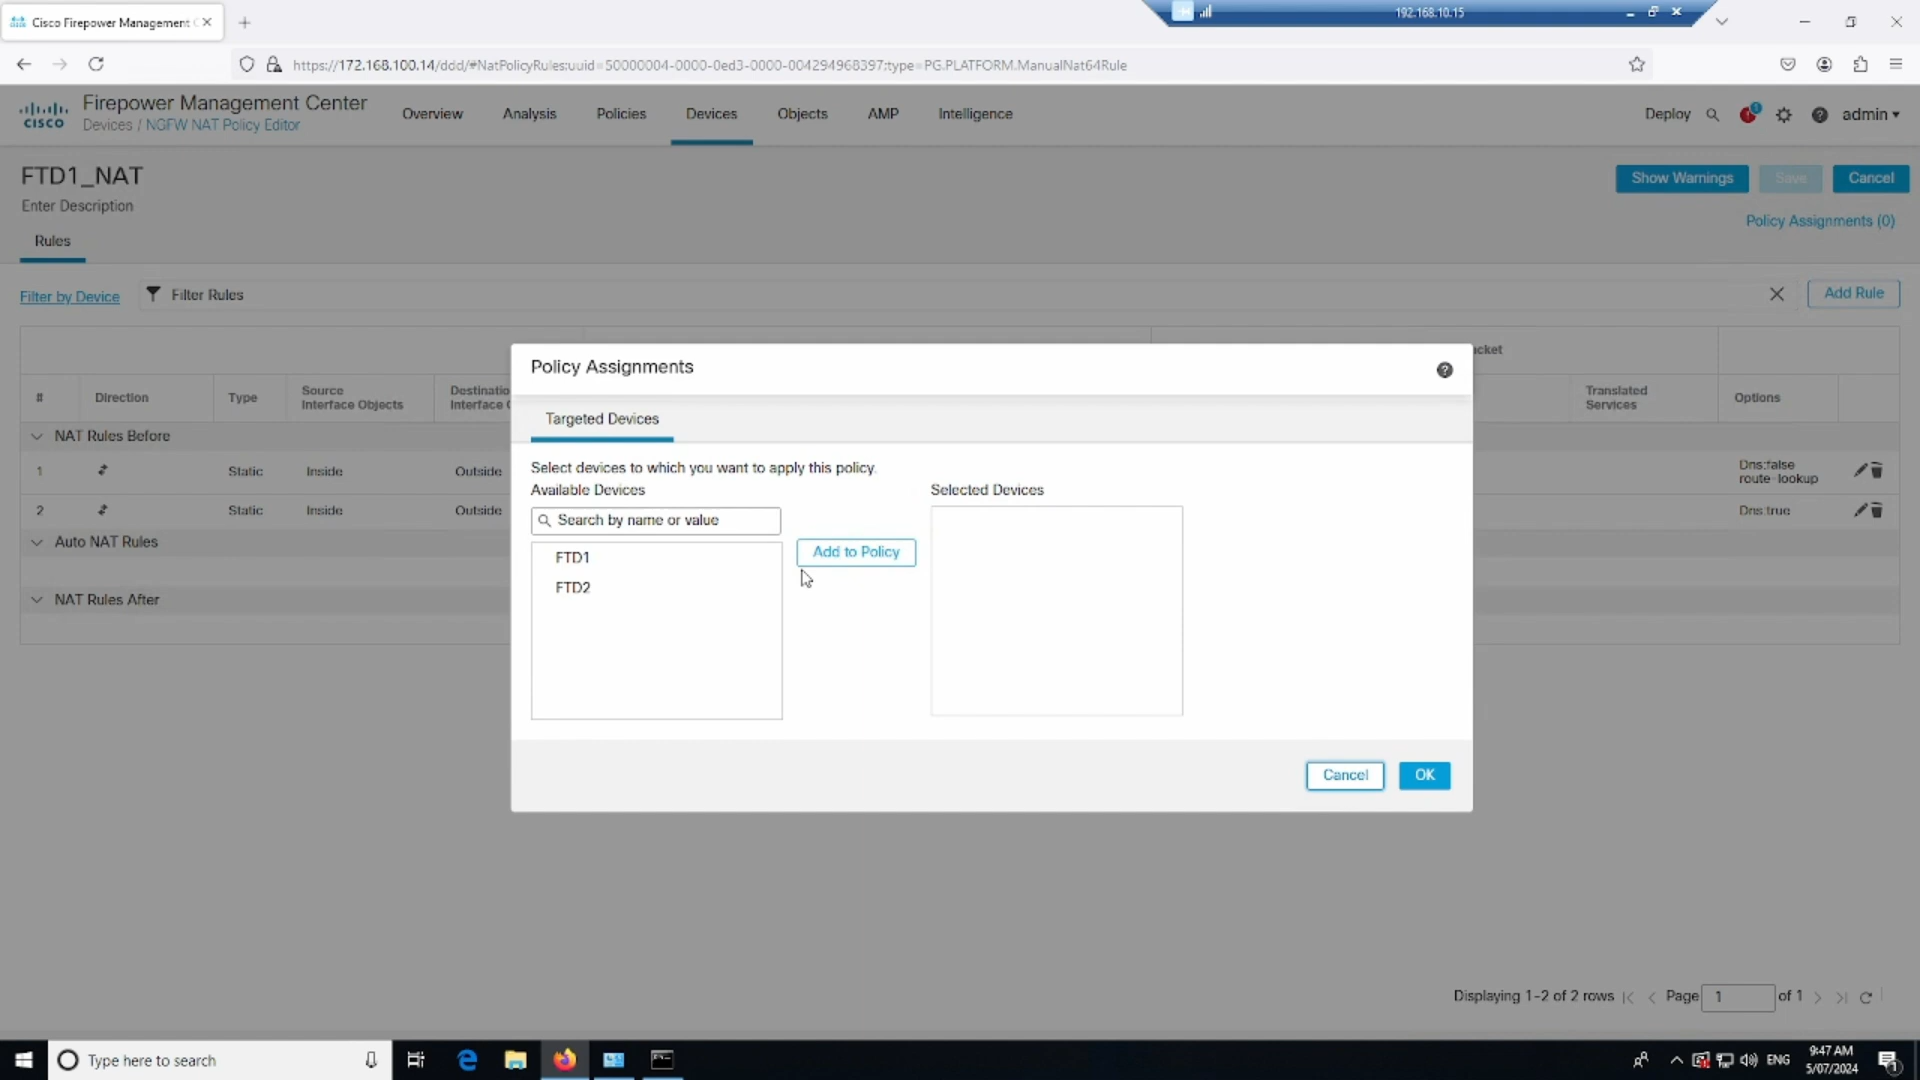 Cisco Firepower Management C
192.168.10.15
https://172.168.100.14/ddd/#NatPolicyRules:uuid=50000004-0000-0ed3-0000-004294968397;type=PG.PLATFORM.ManualNat64Rule
CISCO
Firepower Management Center
Devices / NGFW NAT Policy Editor
Overview
Analysis
Policies
Devices
Objects
AMP
Intelligence
Deploy
1
admin
FTD1_NAT
Enter Description
Show Warnings
Save
Cancel
Policy Assignments (0)
Rules
Filter by Device
Filter Rules
Add Rule
cket
# Direction Type Source Interface Objects Destinatio Interface Translated Services Options
NAT Rules Before
1 Static Inside Outside Dns:false route-lookup
2 Static Inside Outside Dns:true
Auto NAT Rules
NAT Rules After
Policy Assignments
?
Targeted Devices
Select devices to which you want to apply this policy.
Available Devices
Search by name or value
FTD1
FTD2
Add to Policy
Selected Devices
Cancel
OK
Displaying 1-2 of 2 rows
Page 1 of 1
Type here to search
ENG
9:47 AM
5/07/2024
1